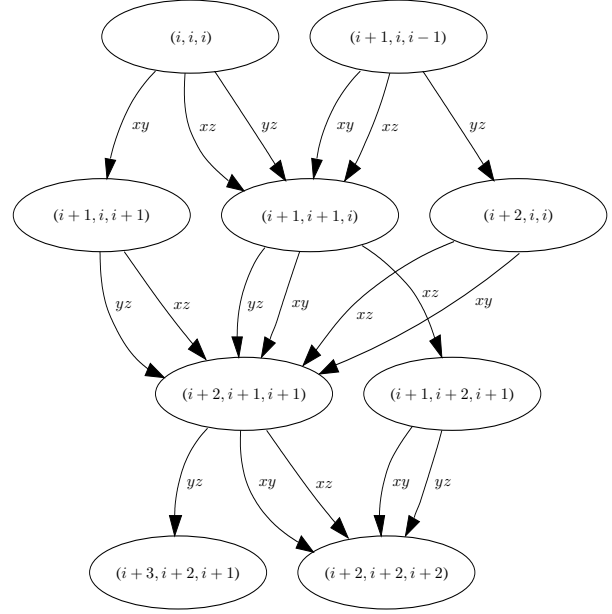 (i, i, i)
(i+1, i, i−1)
xy
xz
yz
xy
xz
yz
(i+1, i, i+1)
(i+1, i+1, i)
(i+2, i, i)
yz
xz
yz
xy
xz
xz
xy
(i+2, i+1, i+1)
(i+1, i+2, i+1)
yz
xy
xz
xy
yz
(i+3, i+2, i+1)
(i+2, i+2, i+2)